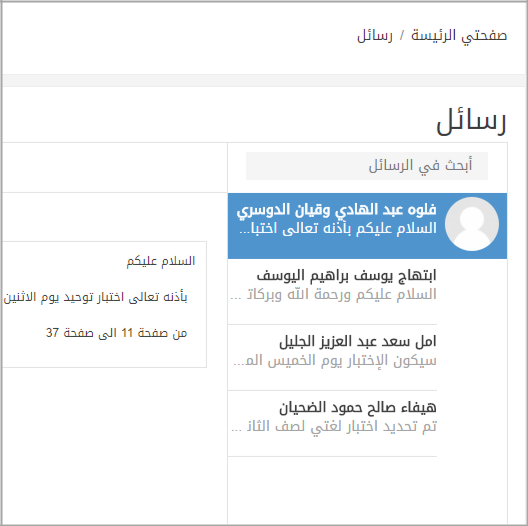 صفحتي الرئيسة / رسائل
رسائل
أبحث في الرسائل
فلوه عبد الهادي وقيان الدوسري
السلام عليكم بأذنه تعالى اختبا...
ابتهاج يوسف براهيم اليوسف
السلام عليكم ورحمة الله وبركاتـ ...
امل سعد عبد العزيز الجليل
سيكون الإختبار يوم الخميس المـ...
هيفاء صالح حمود الضحيان
تم تحديد اختبار لغتي لصف الثانـ ...
السلام عليكم
بأذنه تعالى اختبار توحيد يوم الاثنين
من صفحة 11 الى صفحة 37